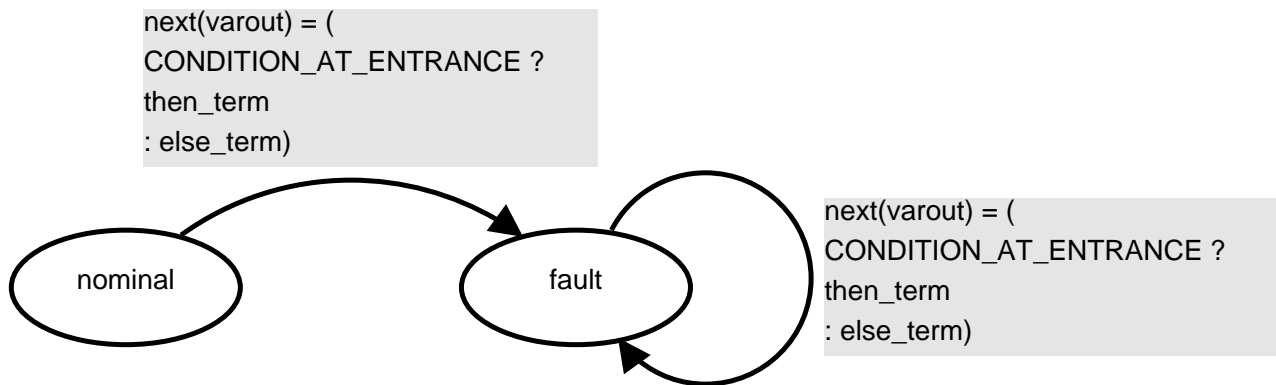 next(varout) = (
CONDITION_AT_ENTRANCE ?
then_term
: else_term)
nominal
fault
next(varout) = (
CONDITION_AT_ENTRANCE ?
then_term
: else_term)